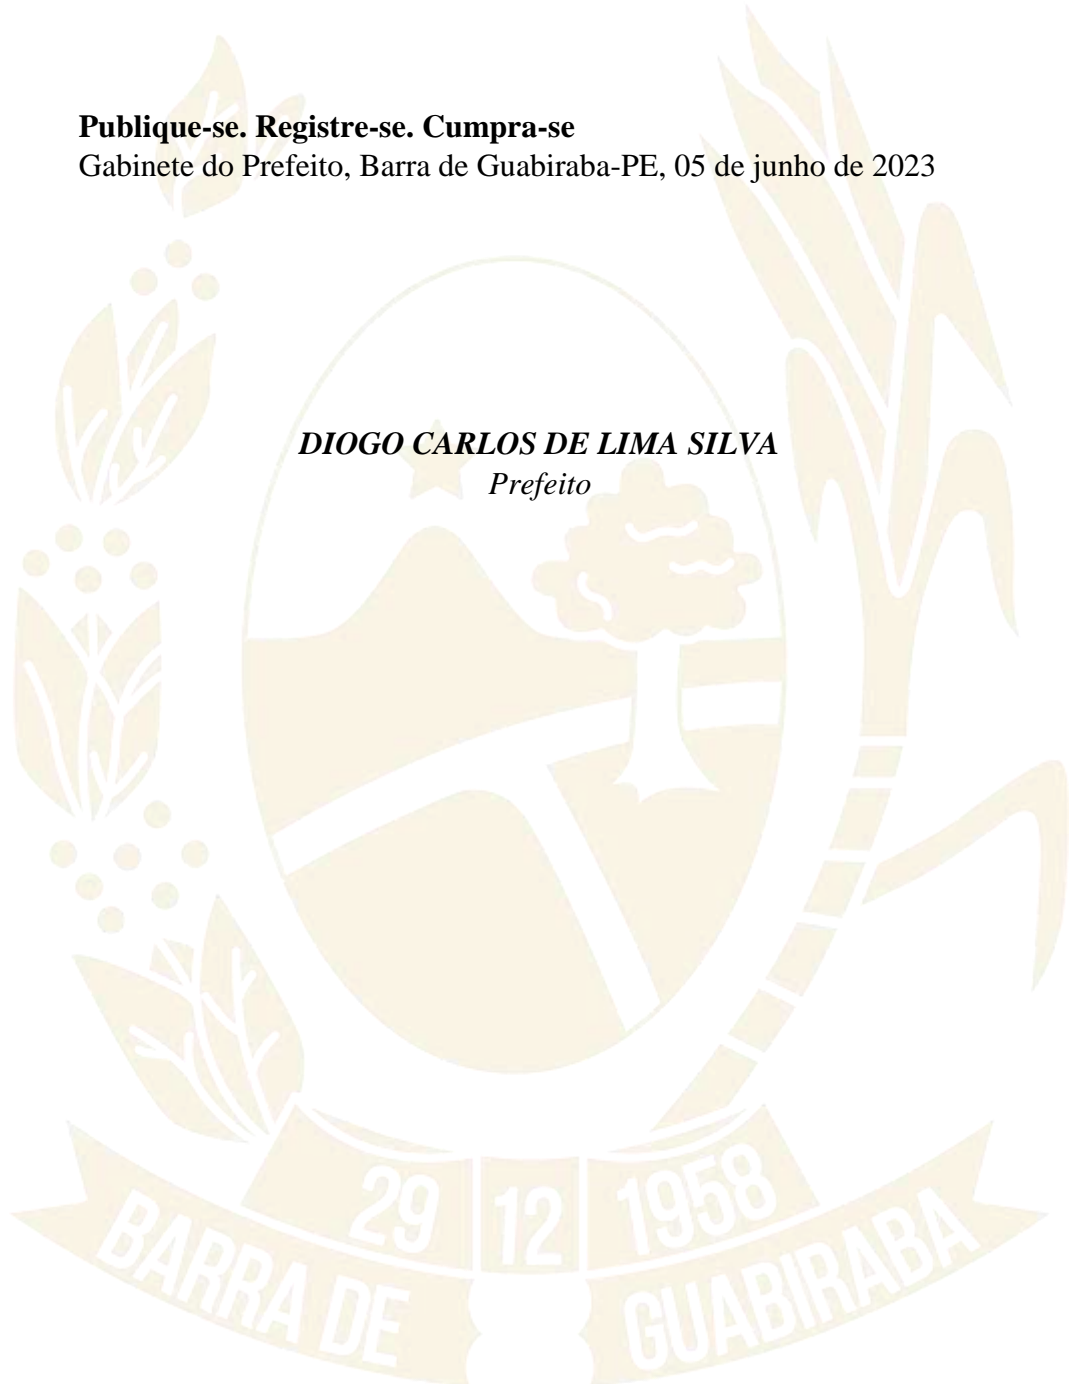 Publique-se. Registre-se. Cumpra-se
Gabinete do Prefeito, Barra de Guabiraba-PE, 05 de junho de 2023
DIOGO CARLOS DE LIMA SILVA
Prefeito
29 12 1958
BARRA DE GUABIRABA